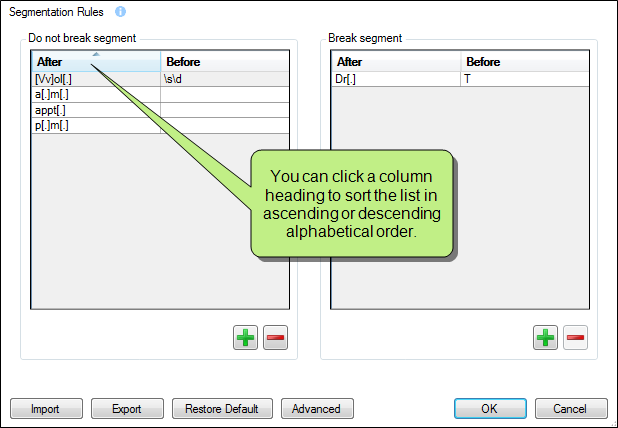 Segmentation Rules
Do not break segment
After Before
[Vv]ol[.] \s\d
a[.]m[.]
appt[.]
p[.]m[.]
Break segment
After Before
Dr[.] T
You can click a column
heading to sort the list in
ascending or descending
alphabetical order.
Import Export Restore Default Advanced OK Cancel